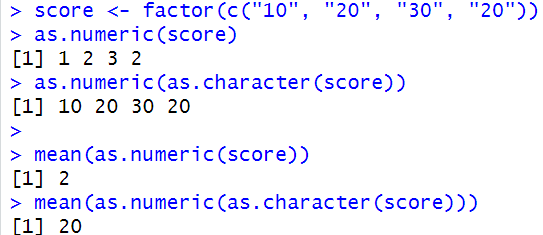 > score <- factor(c("10", "20", "30", "20"))
> as.numeric(score)
[1] 1 2 3 2
> as.numeric(as.character(score))
[1] 10 20 30 20
>
> mean(as.numeric(score))
[1] 2
> mean(as.numeric(as.character(score)))
[1] 20